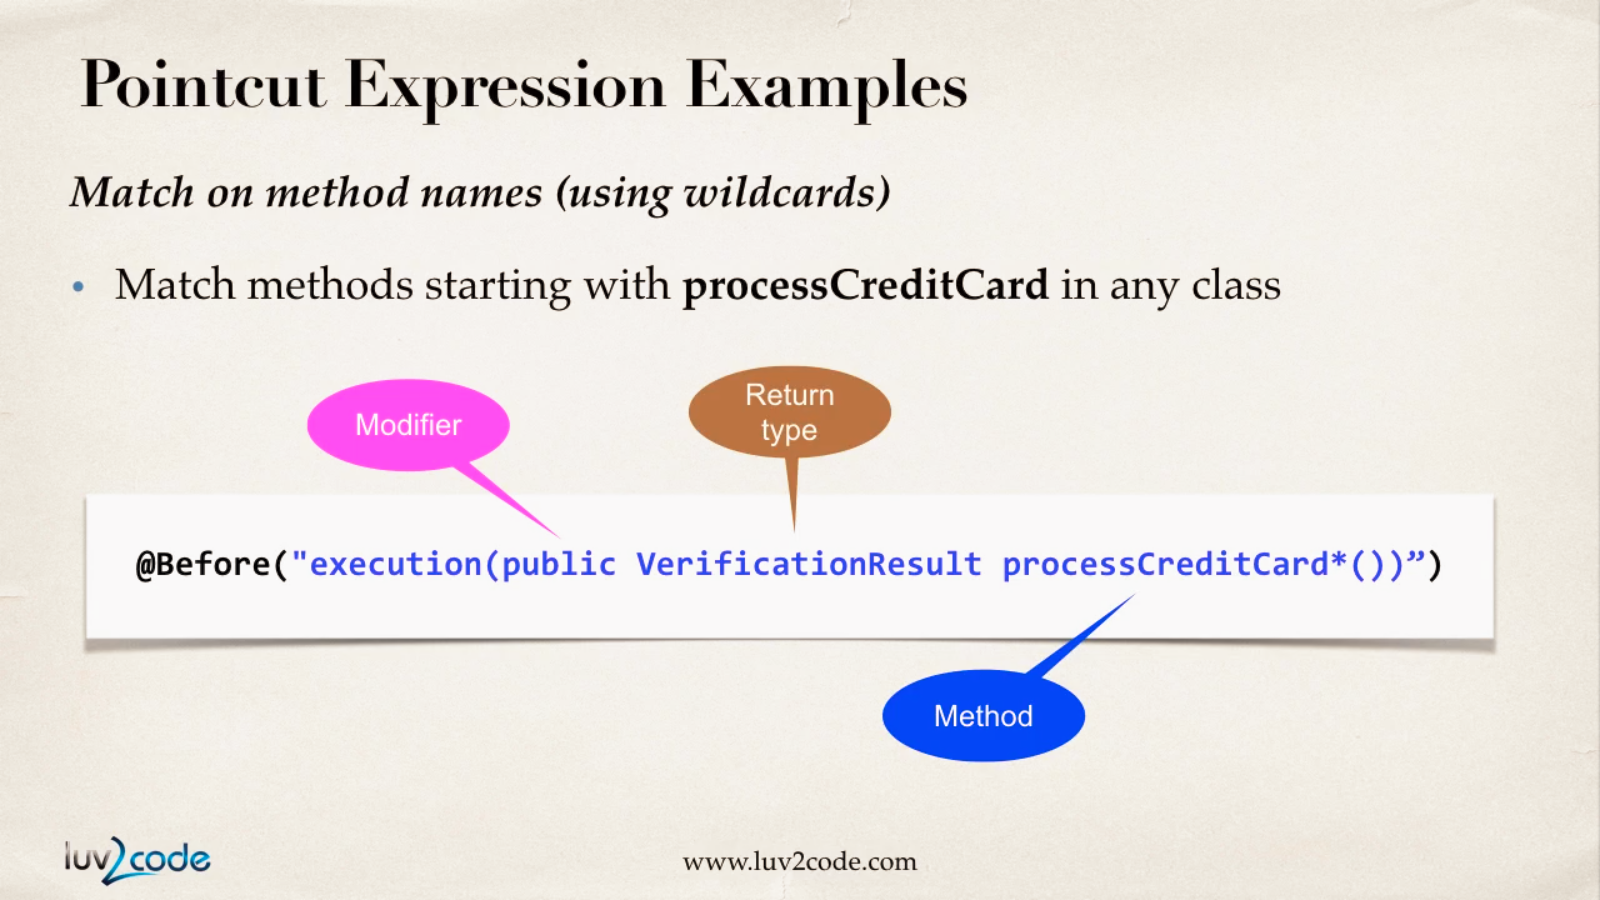 Pointcut Expression Examples
Match on method names (using wildcards)
• Match methods starting with processCreditCard in any class
Modifier
Return
type
@Before("execution(public VerificationResult processCreditCard*())”)
Method
luv2code
www.luv2code.com